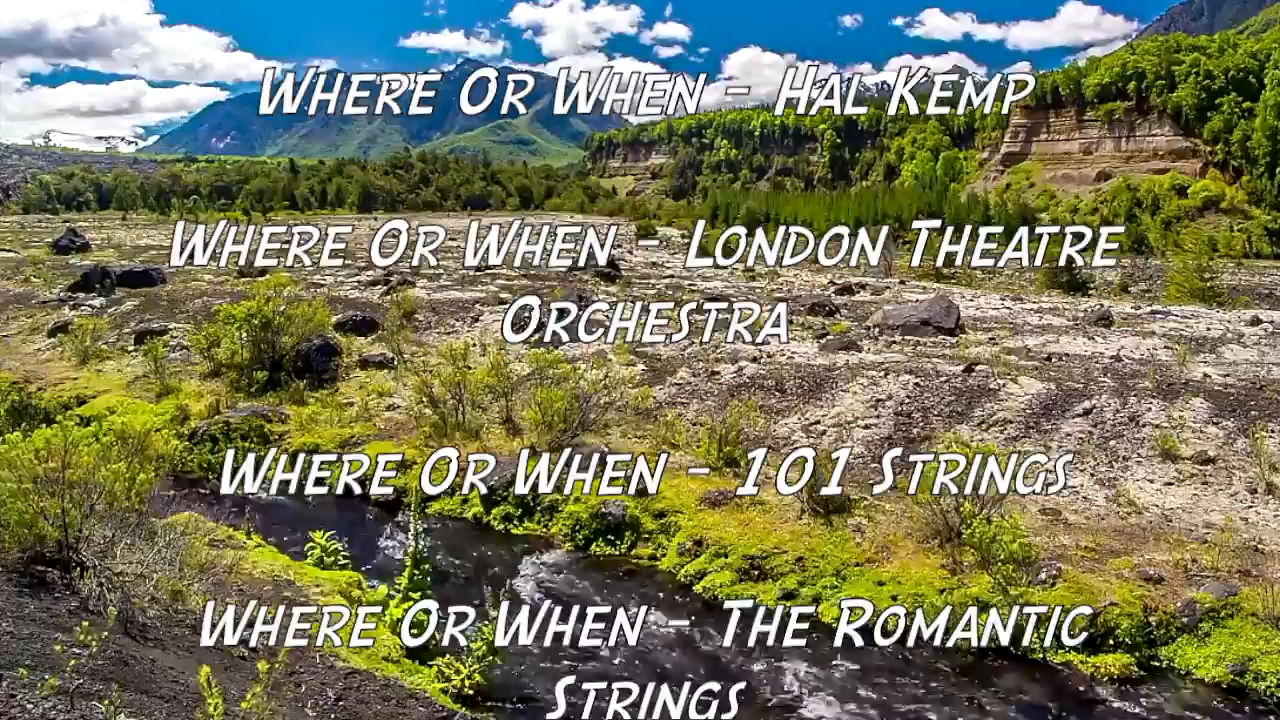 Where Or When - Hal Kemp
Where Or When - London Theatre
Orchestra
Where Or When - 101 Strings
Where Or When - The Romantic
Strings